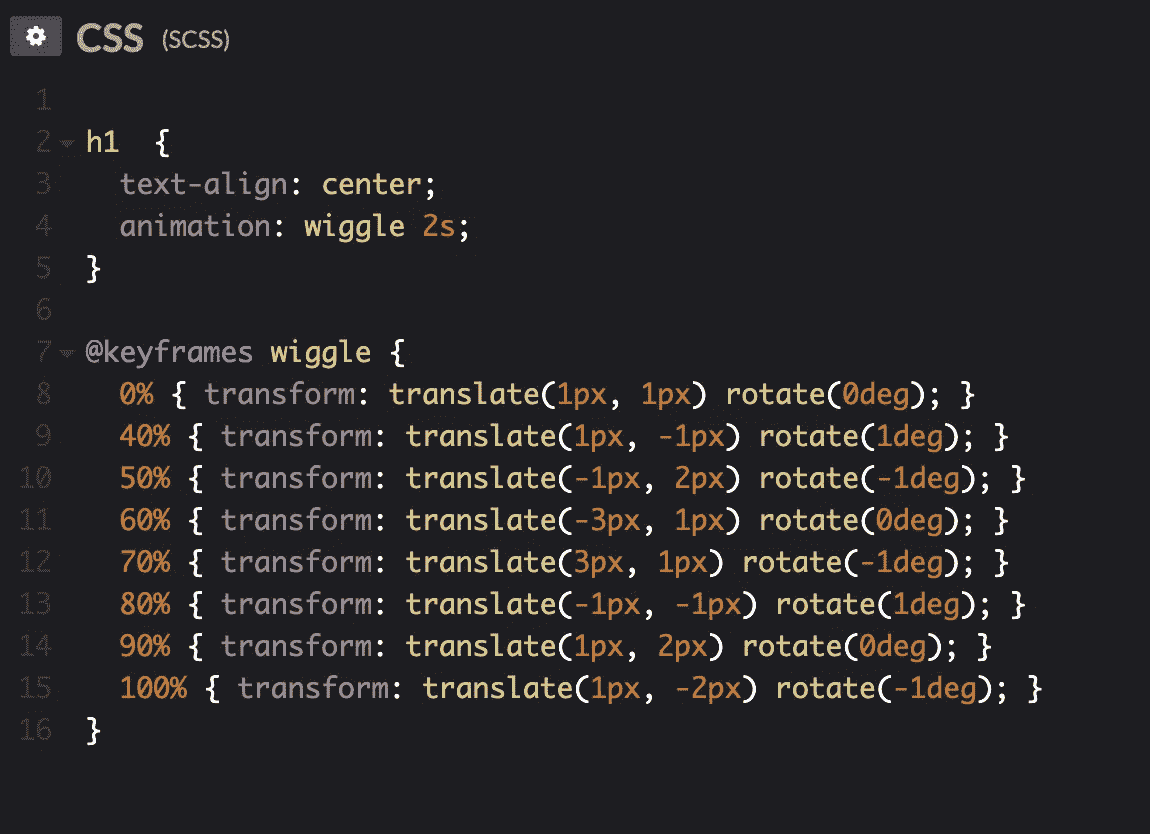 CSS (SCSS)
1
2 h1  {
3   text-align: center;
4   animation: wiggle 2s;
5 }
6
7 @keyframes wiggle {
8   0% { transform: translate(1px, 1px) rotate(0deg); }
9   40% { transform: translate(1px, -1px) rotate(1deg); }
10   50% { transform: translate(-1px, 2px) rotate(-1deg); }
11   60% { transform: translate(-3px, 1px) rotate(0deg); }
12   70% { transform: translate(3px, 1px) rotate(-1deg); }
13   80% { transform: translate(-1px, -1px) rotate(1deg); }
14   90% { transform: translate(1px, 2px) rotate(0deg); }
15   100% { transform: translate(1px, -2px) rotate(-1deg); }
16 }